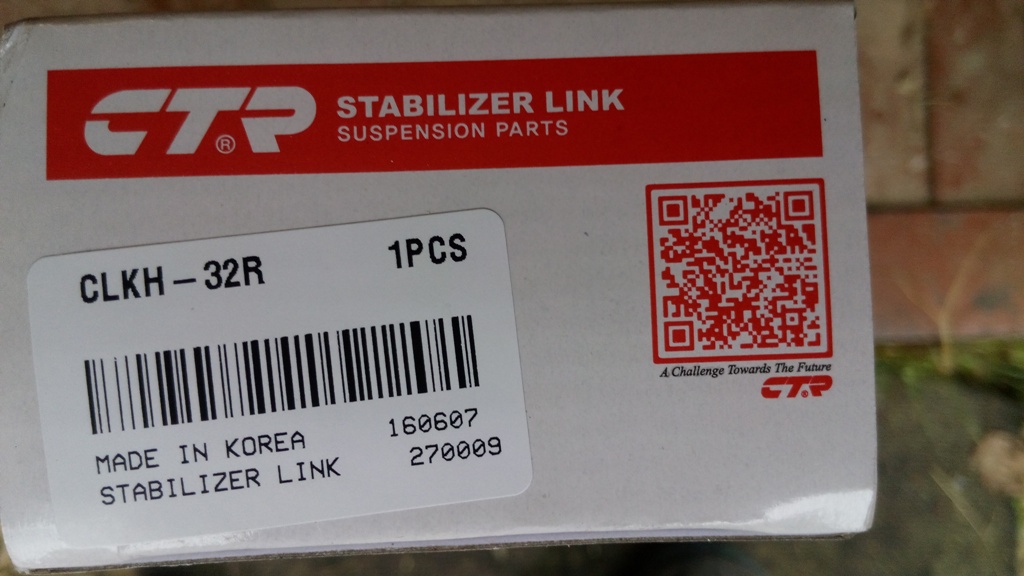 CTR® STABILIZER LINK
SUSPENSION PARTS
CLKH-32R 1PCS
MADE IN KOREA 160607
STABILIZER LINK 270009
A Challenge Towards The Future
CTR®